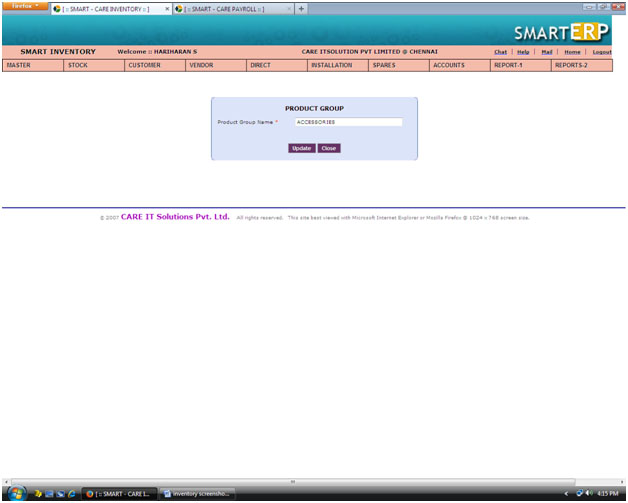 Firefox
[ :: SMART - CARE INVENTORY :: ] × [ :: SMART - CARE PAYROLL :: ] × +
SMARTERP
SMART INVENTORY Welcome :: HARIHARAN S CARE ITSOLUTION PVT LIMITED @ CHENNAI Chat | Help | Mail | Home | Logout
MASTER STOCK CUSTOMER VENDOR DIRECT INSTALLATION SPARES ACCOUNTS REPORT-1 REPORTS-2
PRODUCT GROUP
Product Group Name * ACCESSORIES
Update Close
© 2007 CARE IT Solutions Pvt. Ltd. All rights reserved. This site best viewed with Microsoft Internet Explorer or Mozilla Firefox @ 1024 x 768 screen size.
[ :: SMART - CARE I... inventory screensho... 4:15 PM